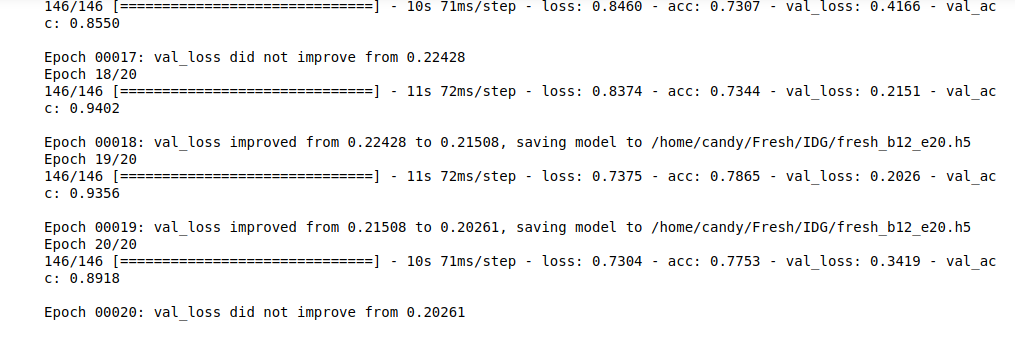 146/146 [==============================] - 10s 71ms/step - loss: 0.8460 - acc: 0.7307 - val_loss: 0.4166 - val_ac
c: 0.8550
Epoch 00017: val_loss did not improve from 0.22428
Epoch 18/20
146/146 [==============================] - 11s 72ms/step - loss: 0.8374 - acc: 0.7344 - val_loss: 0.2151 - val_ac
c: 0.9402
Epoch 00018: val_loss improved from 0.22428 to 0.21508, saving model to /home/candy/Fresh/IDG/fresh_b12_e20.h5
Epoch 19/20
146/146 [==============================] - 11s 72ms/step - loss: 0.7375 - acc: 0.7865 - val_loss: 0.2026 - val_ac
c: 0.9356
Epoch 00019: val_loss improved from 0.21508 to 0.20261, saving model to /home/candy/Fresh/IDG/fresh_b12_e20.h5
Epoch 20/20
146/146 [==============================] - 10s 71ms/step - loss: 0.7304 - acc: 0.7753 - val_loss: 0.3419 - val_ac
c: 0.8918
Epoch 00020: val_loss did not improve from 0.20261